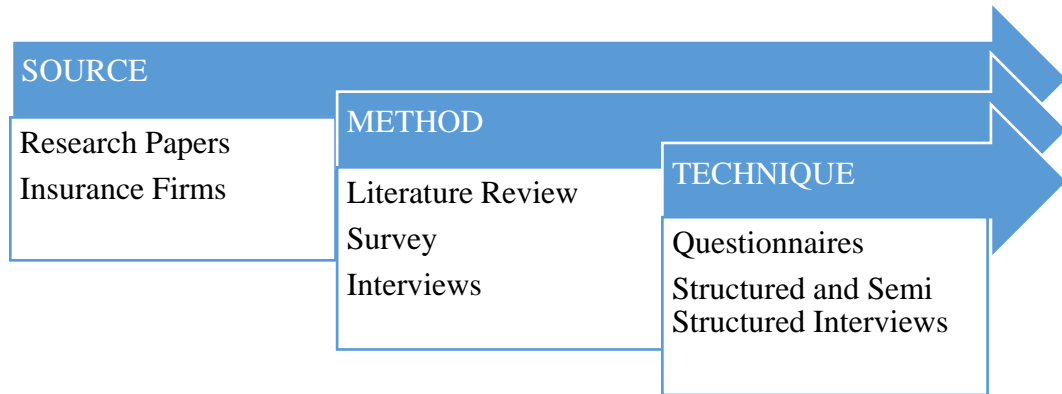 SOURCE
Research Papers
Insurance Firms
METHOD
Literature Review
Survey
Interviews
TECHNIQUE
Questionnaires
Structured and Semi
Structured Interviews